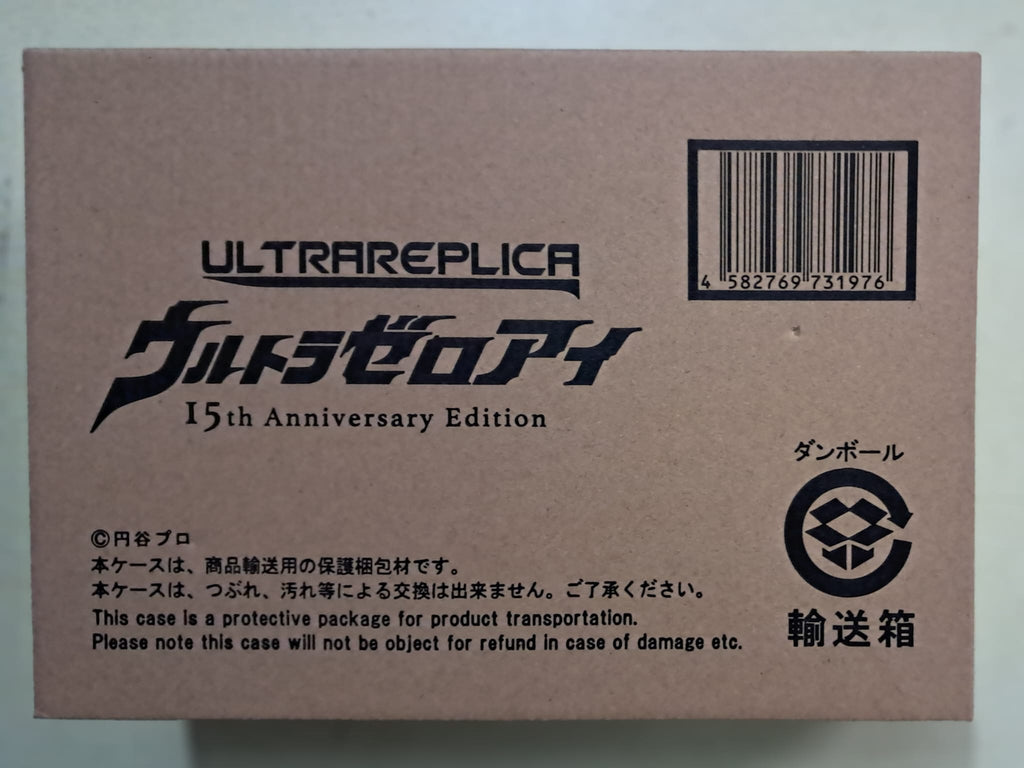 ULTRAREPLICA
ウルトラゼロアイ
15th Anniversary Edition
4 582769 731976
ダンボール
輸送箱
©円谷プロ
本ケースは、商品輸送用の保護梱包材です。
本ケースは、つぶれ、汚れ等による交換は出来ません。ご了承ください。
This case is a protective package for product transportation.
Please note this case will not be object for refund in case of damage etc.